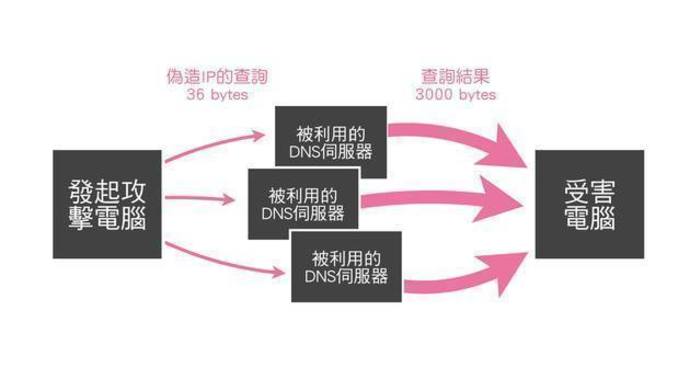 偽造IP的查詢
36 bytes
查詢結果
3000 bytes
發起攻
擊電腦
被利用的
DNS伺服器
被利用的
DNS伺服器
被利用的
DNS伺服器
受害
電腦